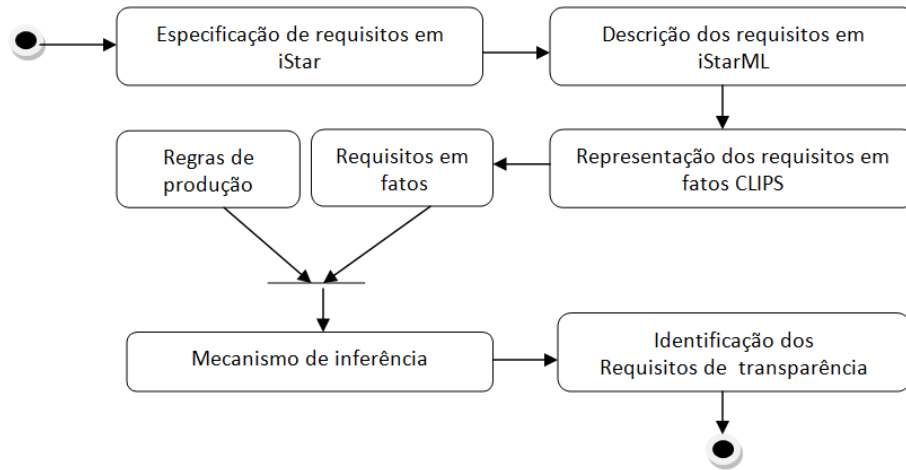 Especificação de requisitos em
iStar
Descrição dos requisitos em
iStarML
Regras de
produção
Requisitos em
fatos
Representação dos requisitos em
fatos CLIPS
Mecanismo de inferência
Identificação dos
Requisitos de transparência